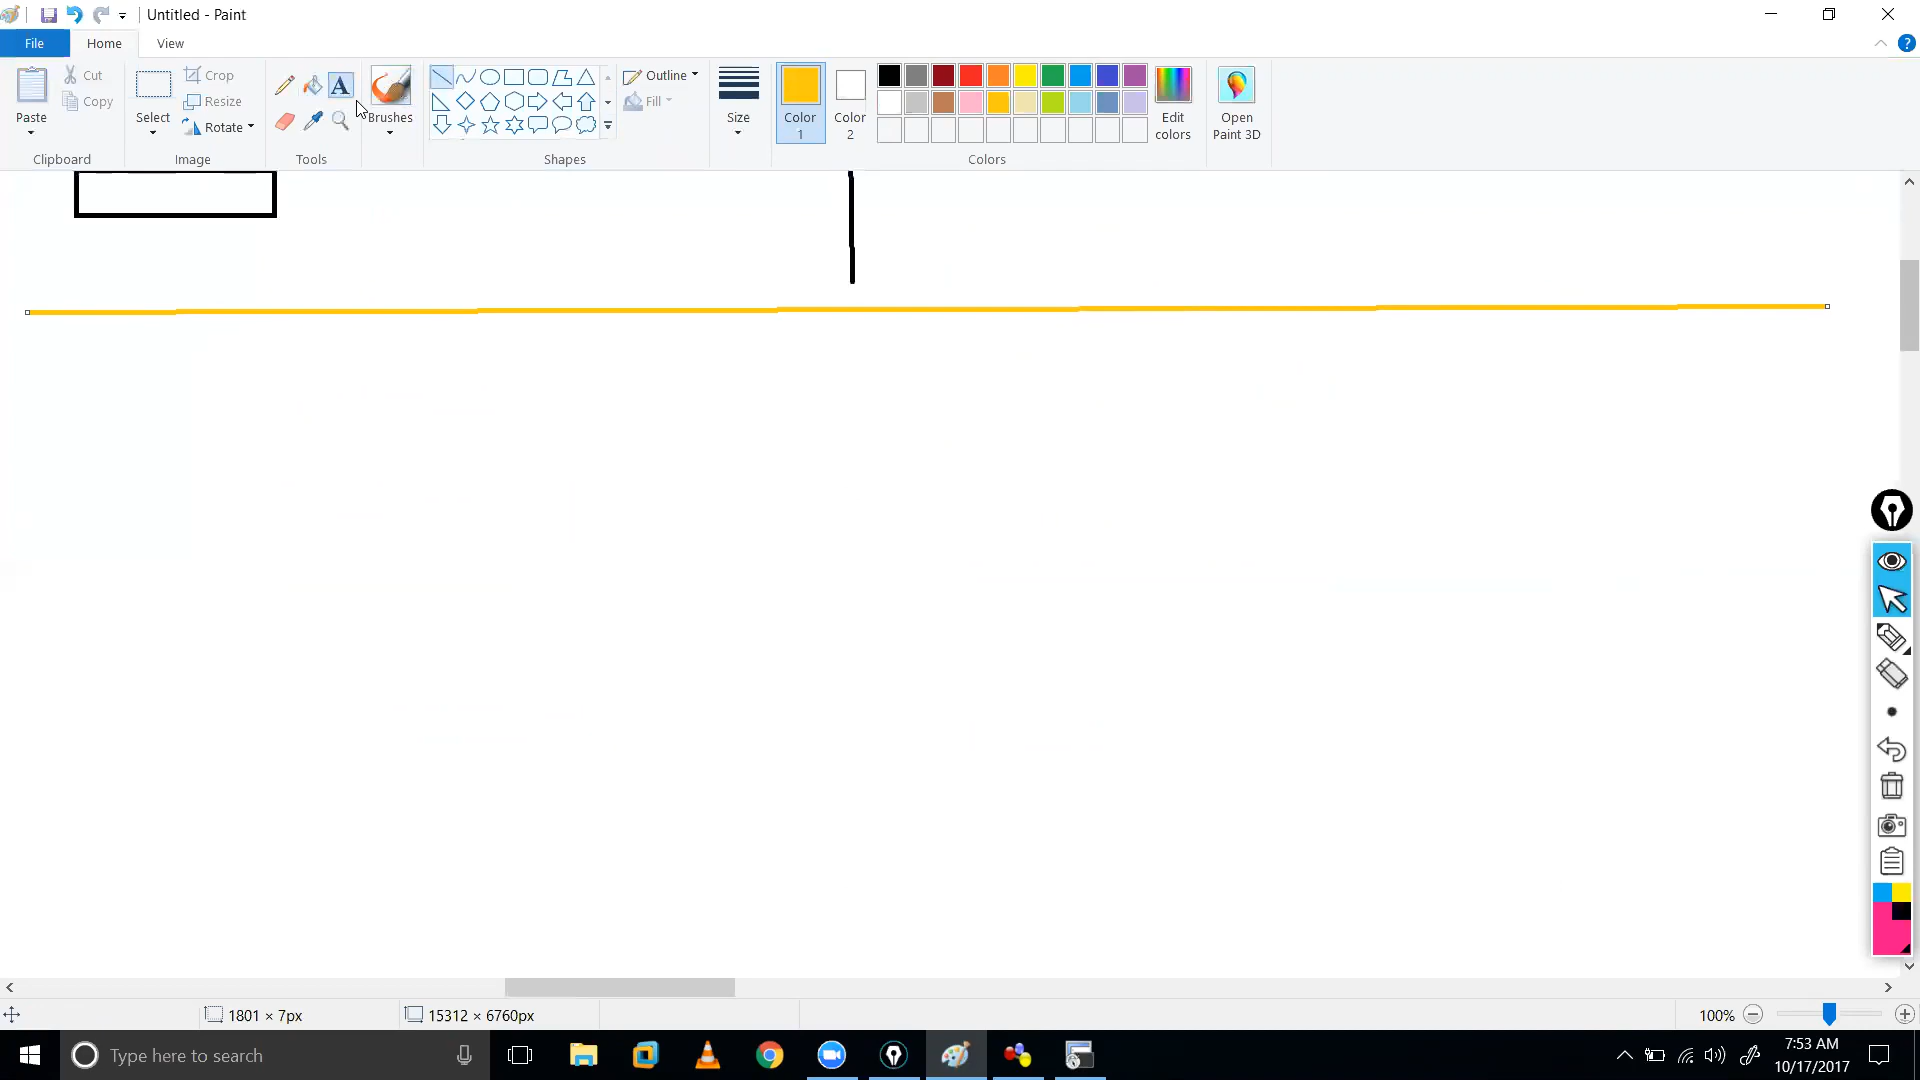 Untitled - Paint
File
Home
View
Paste
Cut
Copy
Clipboard
Select
Crop
Resize
Rotate
Image
A
Tools
Brushes
Shapes
Outline
Fill
Size
Color
1
Color
2
Colors
Edit
colors
Open
Paint 3D
?
1801 × 7px
15312 × 6760px
100%
Type here to search
7:53 AM
10/17/2017